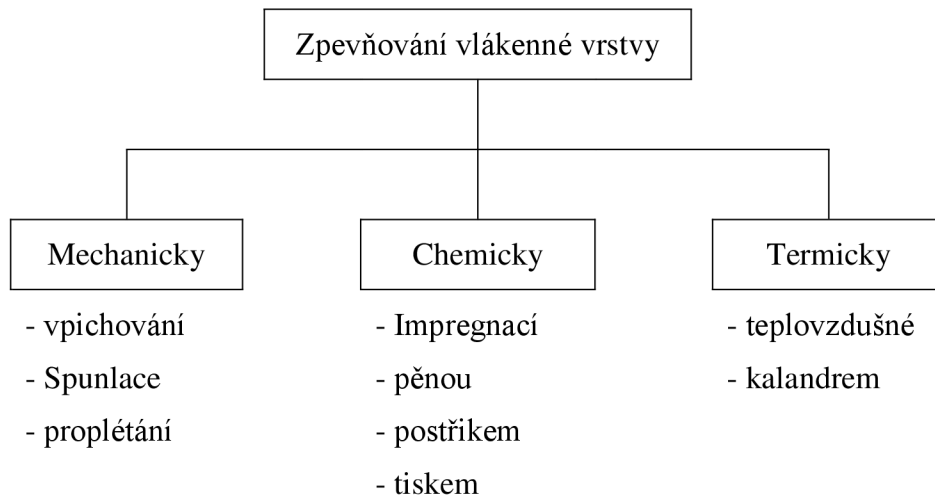 Zpevňování vlákenné vrstvy
Mechanicky
- vpichování
- Spunlace
- proplétání
Chemicky
- Impregnací
- pěnou
- postřikem
- tiskem
Termicky
- teplovzdušné
- kalandrem